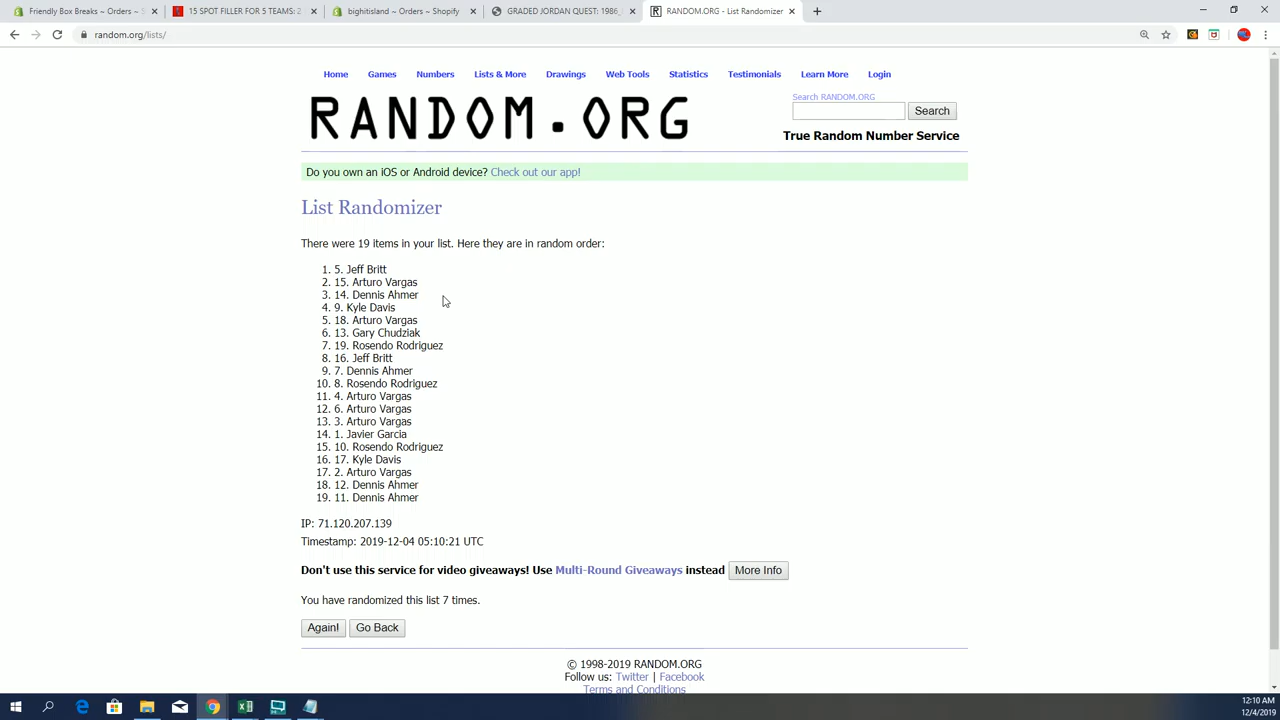 Friendly Box Breaks ~ Orders ~ S
15 SPOT FILLER FOR 5 TEAMS: 2
bighitisland ~ Orders ~ Shopify
GRADED JORDAN QUEST: 1986
RANDOM.ORG - List Randomizer
random.org/lists/
Home Games Numbers Lists & More Drawings Web Tools Statistics Testimonials Learn More Login
RANDOM.ORG
Search RANDOM.ORG
Search
True Random Number Service
Do you own an iOS or Android device? Check out our app!
List Randomizer
There were 19 items in your list. Here they are in random order:
1. 5. Jeff Britt
2. 15. Arturo Vargas
3. 14. Dennis Ahmer
4. 9. Kyle Davis
5. 18. Arturo Vargas
6. 13. Gary Chudziak
7. 19. Rosendo Rodriguez
8. 16. Jeff Britt
9. 7. Dennis Ahmer
10. 8. Rosendo Rodriguez
11. 4. Arturo Vargas
12. 6. Arturo Vargas
13. 3. Arturo Vargas
14. 1. Javier Garcia
15. 10. Rosendo Rodriguez
16. 17. Kyle Davis
17. 2. Arturo Vargas
18. 12. Dennis Ahmer
19. 11. Dennis Ahmer
IP: 71.120.207.139
Timestamp: 2019-12-04 05:10:21 UTC
Don't use this service for video giveaways! Use Multi-Round Giveaways instead More Info
You have randomized this list 7 times.
Again! Go Back
© 1998-2019 RANDOM.ORG
Follow us: Twitter | Facebook
Terms and Conditions
12:10 AM
12/4/2019